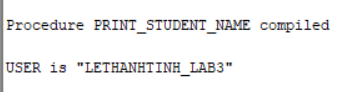 Procedure PRINT_STUDENT_NAME compiled
USER is "LETHANHTINH_LAB3"